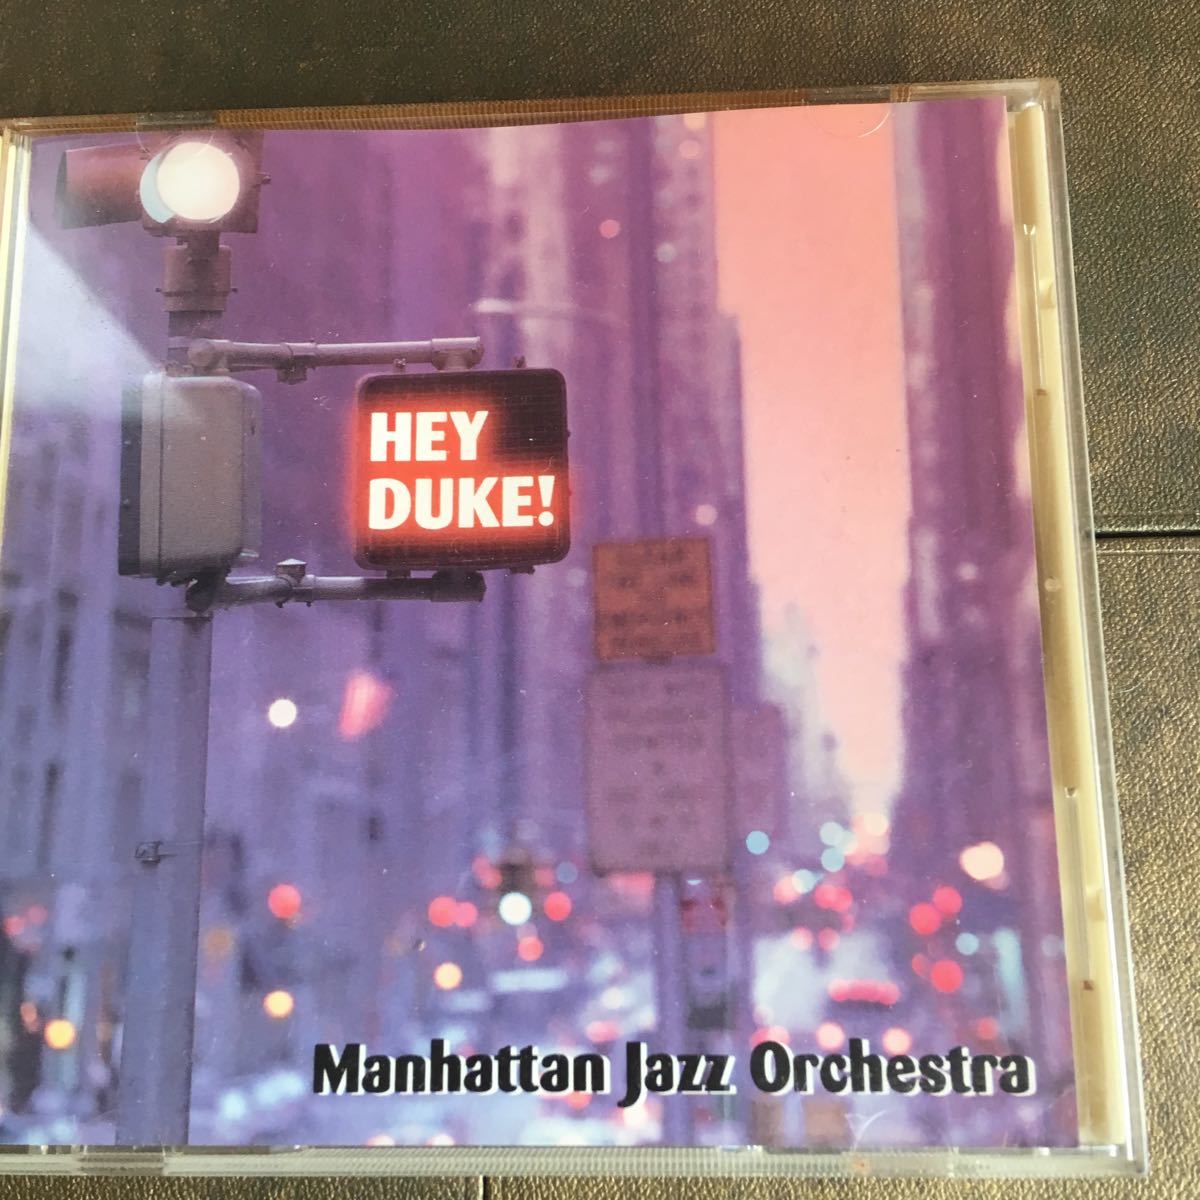 HEY
DUKE!
Manhattan Jazz Orchestra